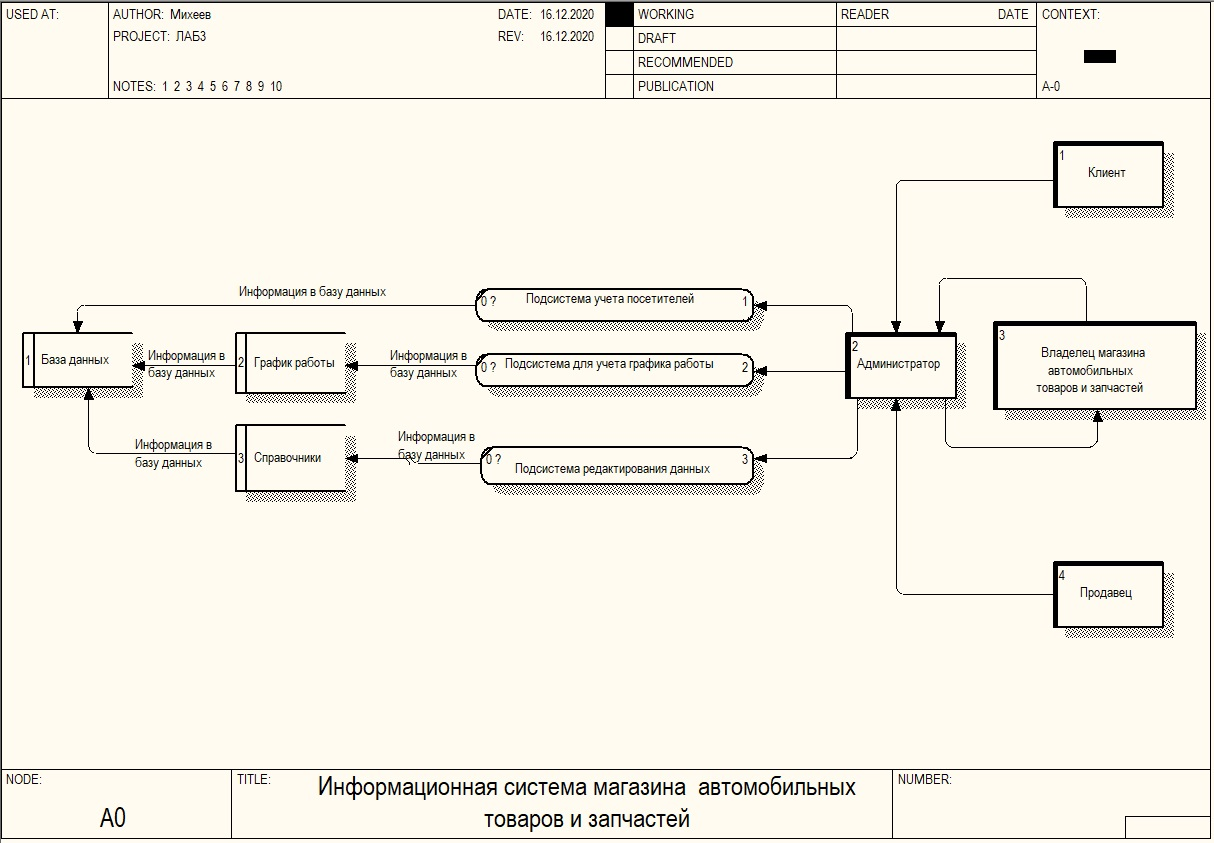 USED AT:
AUTHOR: Михеев
DATE: 16.12.2020
WORKING
READER
DATE
CONTEXT:
PROJECT: ЛАБ3
REV: 16.12.2020
DRAFT
RECOMMENDED
NOTES: 1 2 3 4 5 6 7 8 9 10
PUBLICATION
A-0
1
Клиент
Информация в базу данных
0 ?
Подсистема учета посетителей
1
1
База данных
Информация в
базу данных
2
График работы
Информация в
базу данных
0 ?
Подсистема для учета графика работы
2
2
Администратор
3
Владелец магазина
автомобильных
товаров и запчастей
Информация в
базу данных
3
Справочники
Информация в
базу данных
0 ?
Подсистема редактирования данных
3
4
Продавец
NODE:
A0
TITLE:
Информационная система магазина автомобильных
товаров и запчастей
NUMBER: